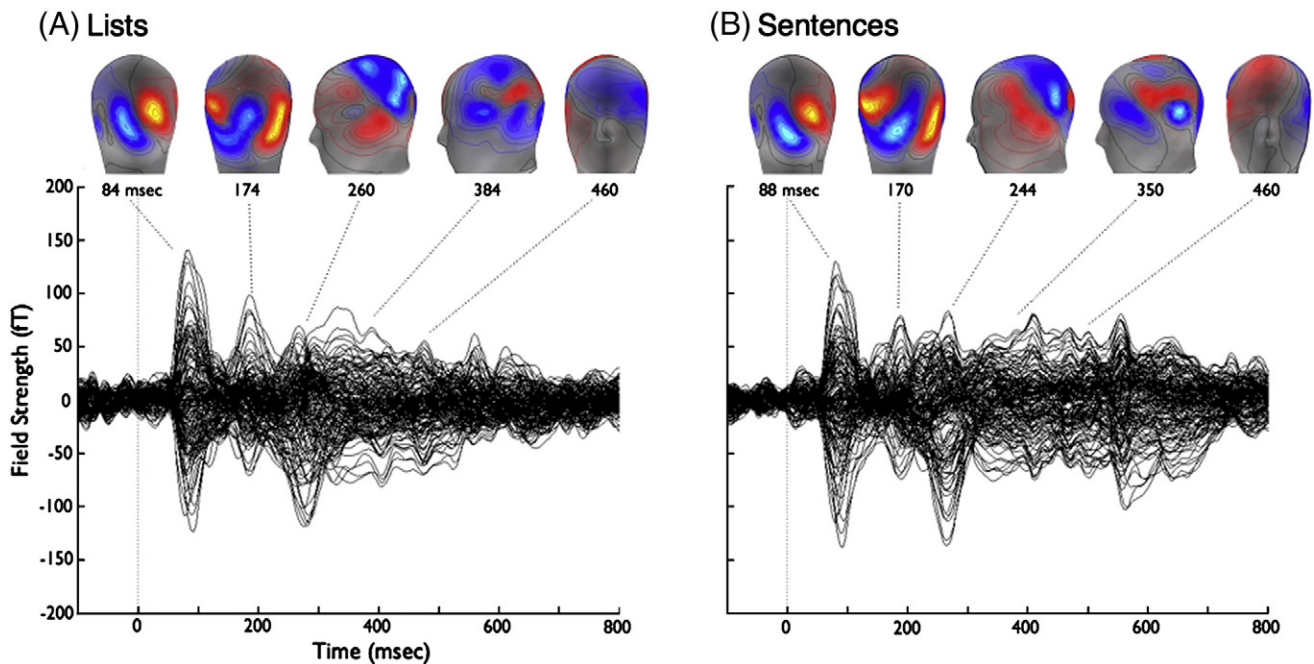 (A) Lists
84 msec 174 260 384 460
200
150
100
50
0
-50
-100
-150
-200
Field Strength (fT)
0 200 400 600 800
Time (msec)
(B) Sentences
88 msec 170 244 350 460
0 200 400 600 800